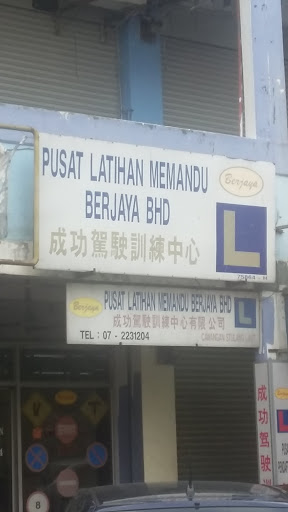 PUSAT LATIHAN MEMANDU
BERJAYA BHD
Berjaya
L
成功駕駛訓練中心
Berjaya
PUSAT LATIHAN MEMANDU BERJAYA BHD
成功駕駛訓練中心有限公司
TEL : 07 - 2231204
L
成功駕駛訓
L
T
8